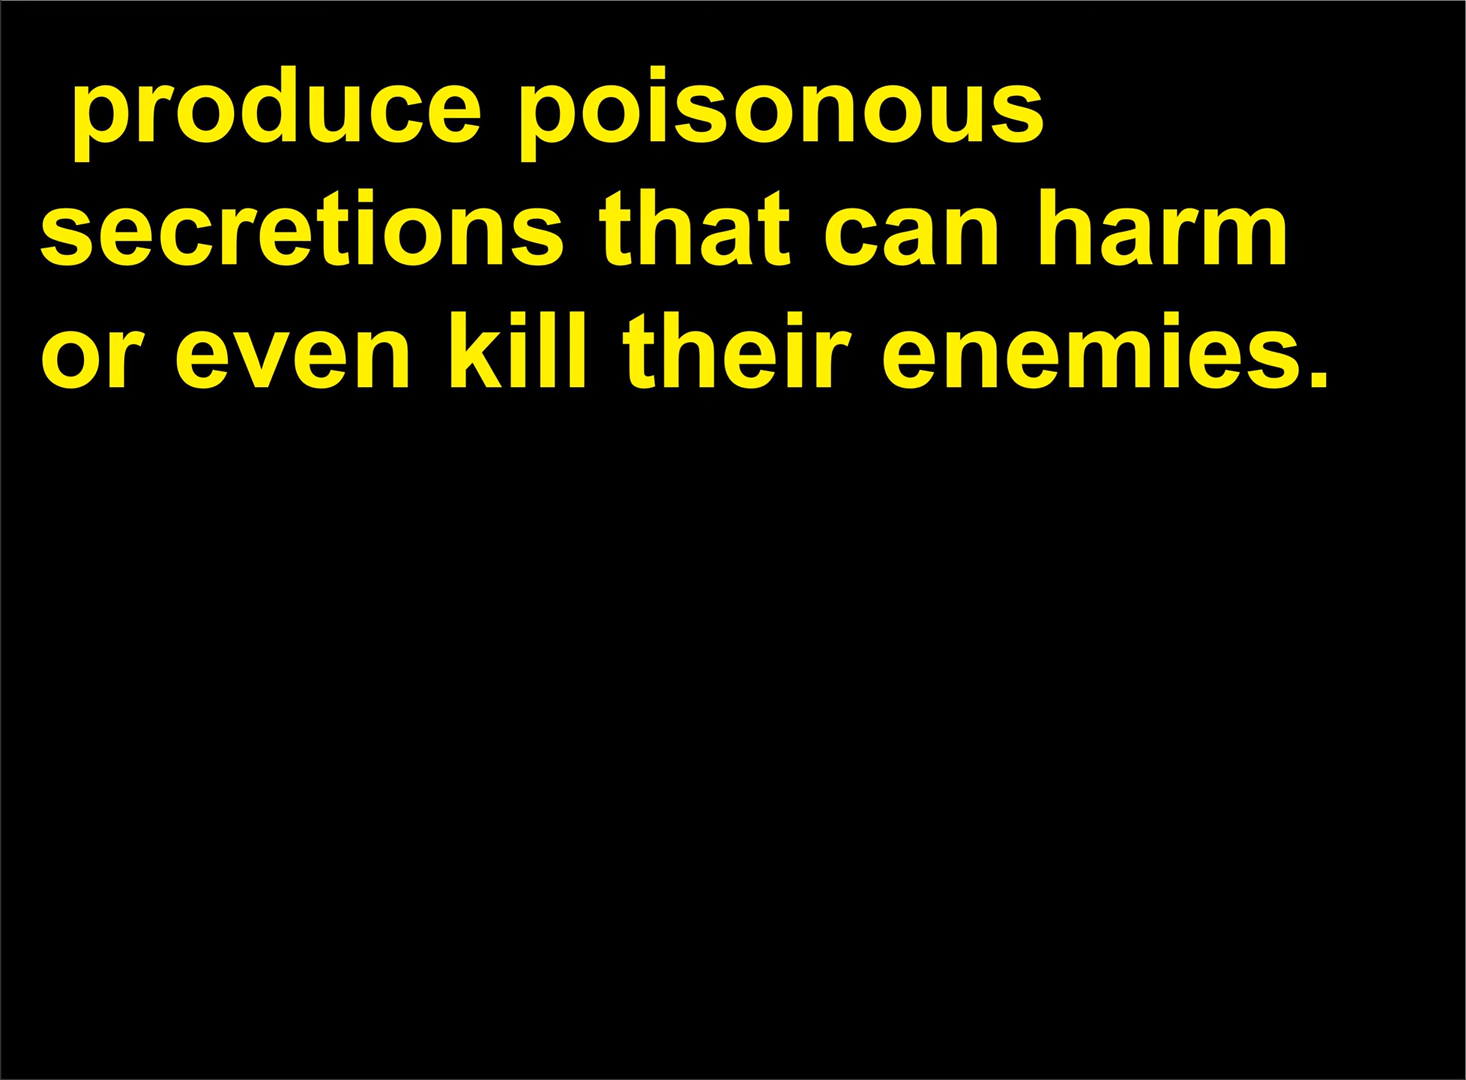 produce poisonous
secretions that can harm
or even kill their enemies.